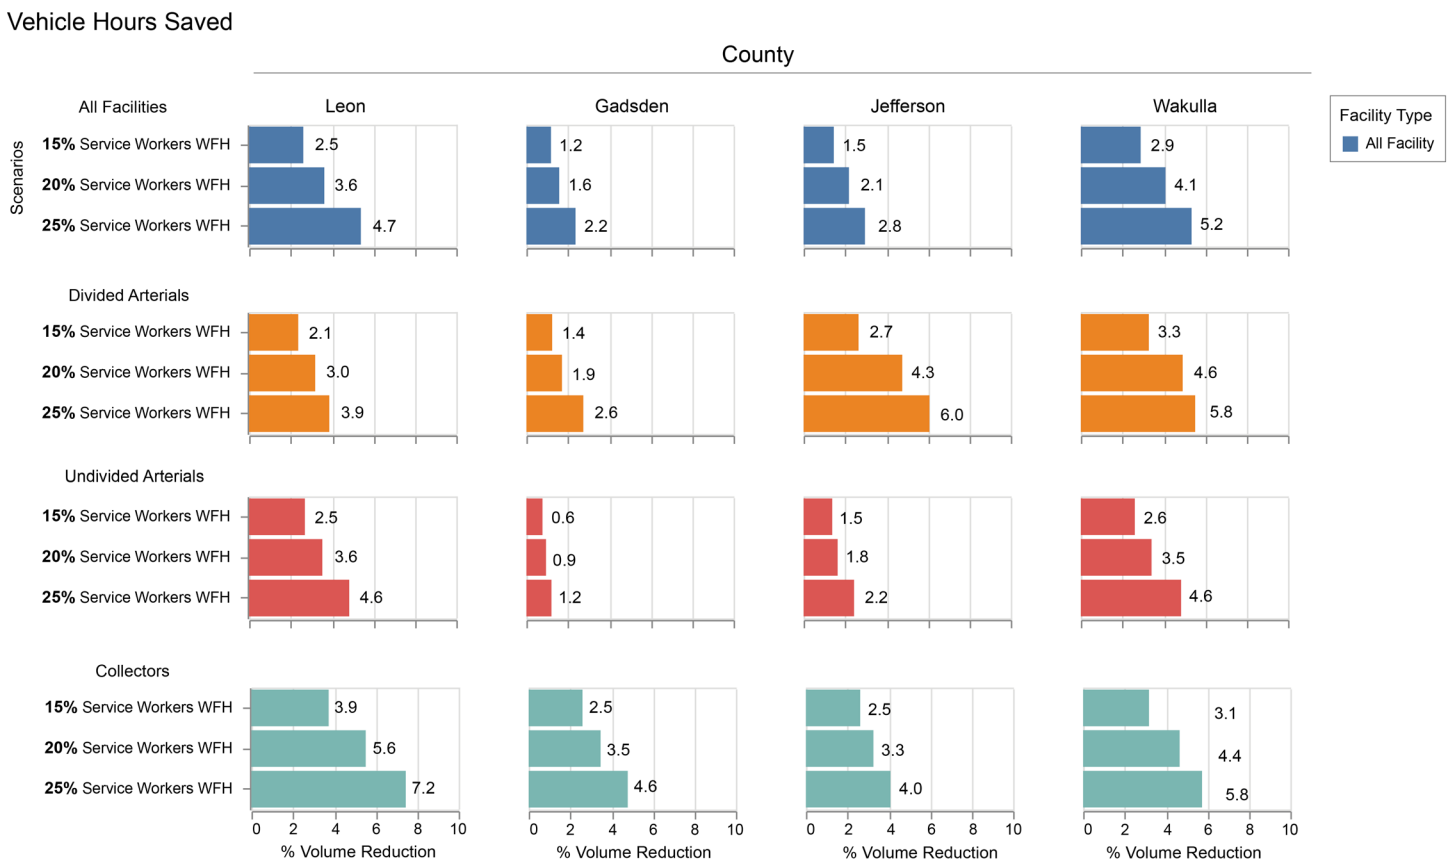 Vehicle Hours Saved
County
All Facilities Leon Gadsden Jefferson Wakulla
Facility Type
All Facility
Scenarios
15% Service Workers WFH 2.5 1.2 1.5 2.9
20% Service Workers WFH 3.6 1.6 2.1 4.1
25% Service Workers WFH 4.7 2.2 2.8 5.2
Divided Arterials
15% Service Workers WFH 2.1 1.4 2.7 3.3
20% Service Workers WFH 3.0 1.9 4.3 4.6
25% Service Workers WFH 3.9 2.6 6.0 5.8
Undivided Arterials
15% Service Workers WFH 2.5 0.6 1.5 2.6
20% Service Workers WFH 3.6 0.9 1.8 3.5
25% Service Workers WFH 4.6 1.2 2.2 4.6
Collectors
15% Service Workers WFH 3.9 2.5 2.5 3.1
20% Service Workers WFH 5.6 3.5 3.3 4.4
25% Service Workers WFH 7.2 4.6 4.0 5.8
0 2 4 6 8 10 0 2 4 6 8 10 0 2 4 6 8 10 0 2 4 6 8 10
% Volume Reduction % Volume Reduction % Volume Reduction % Volume Reduction